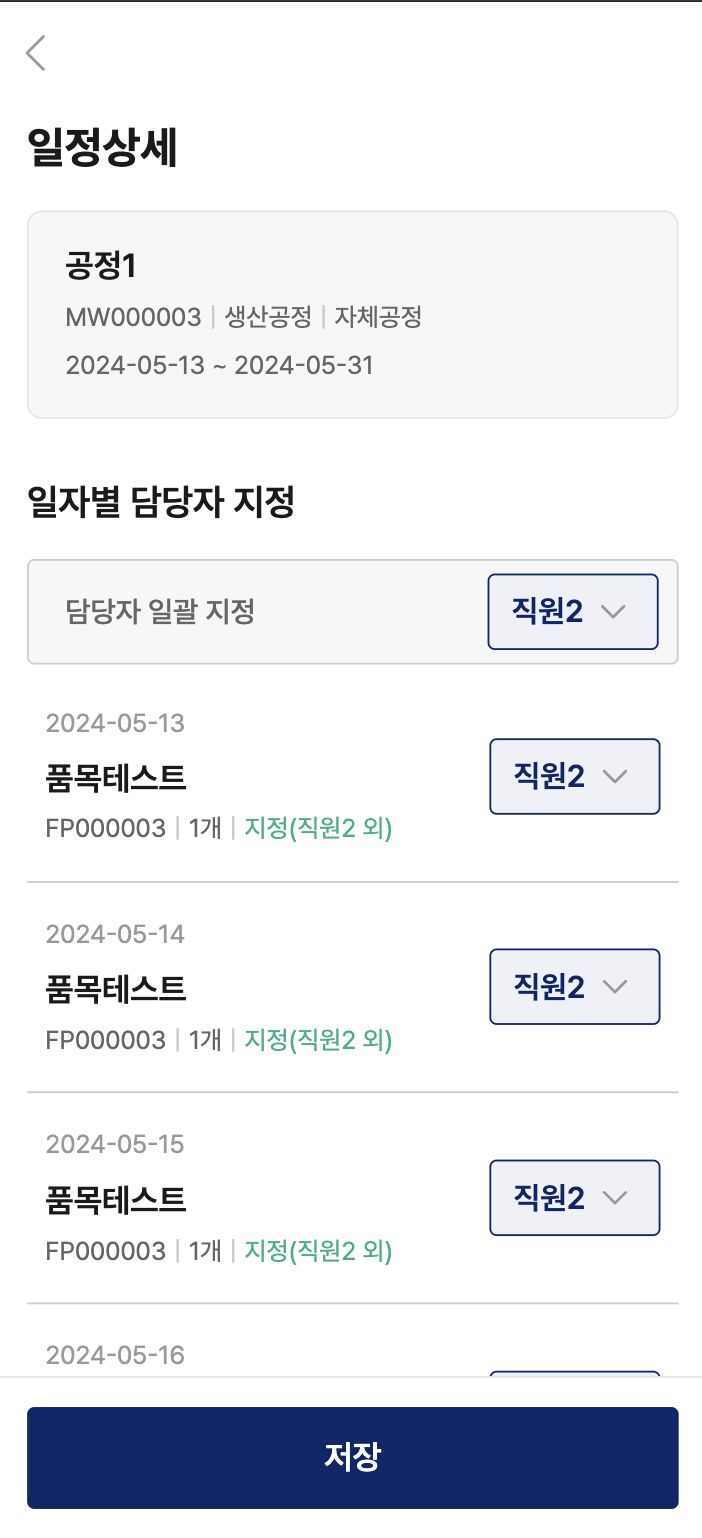 일정상세
공정1
MW000003 | 생산공정 | 자체공정
2024-05-13 ~ 2024-05-31
일자별 담당자 지정
담당자 일괄 지정 직원2
2024-05-13
품목테스트 직원2
FP000003 | 1개 | 지정(직원2 외)
2024-05-14
품목테스트 직원2
FP000003 | 1개 | 지정(직원2 외)
2024-05-15
품목테스트 직원2
FP000003 | 1개 | 지정(직원2 외)
2024-05-16
저장